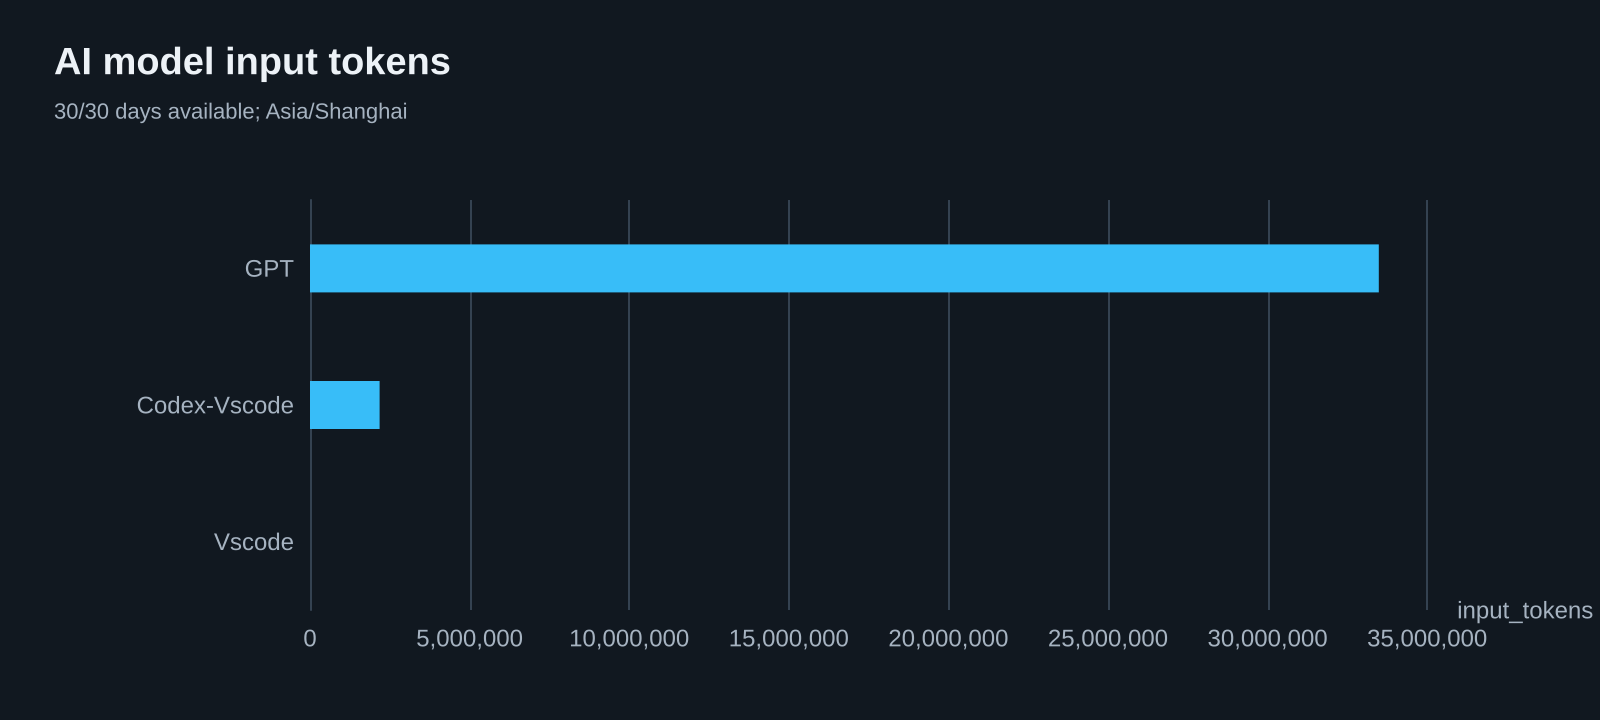 AI model input tokens
30/30 days available; Asia/Shanghai
GPT
Codex-Vscode
Vscode
input_tokens
0 5,000,000 10,000,000 15,000,000 20,000,000 25,000,000 30,000,000 35,000,000